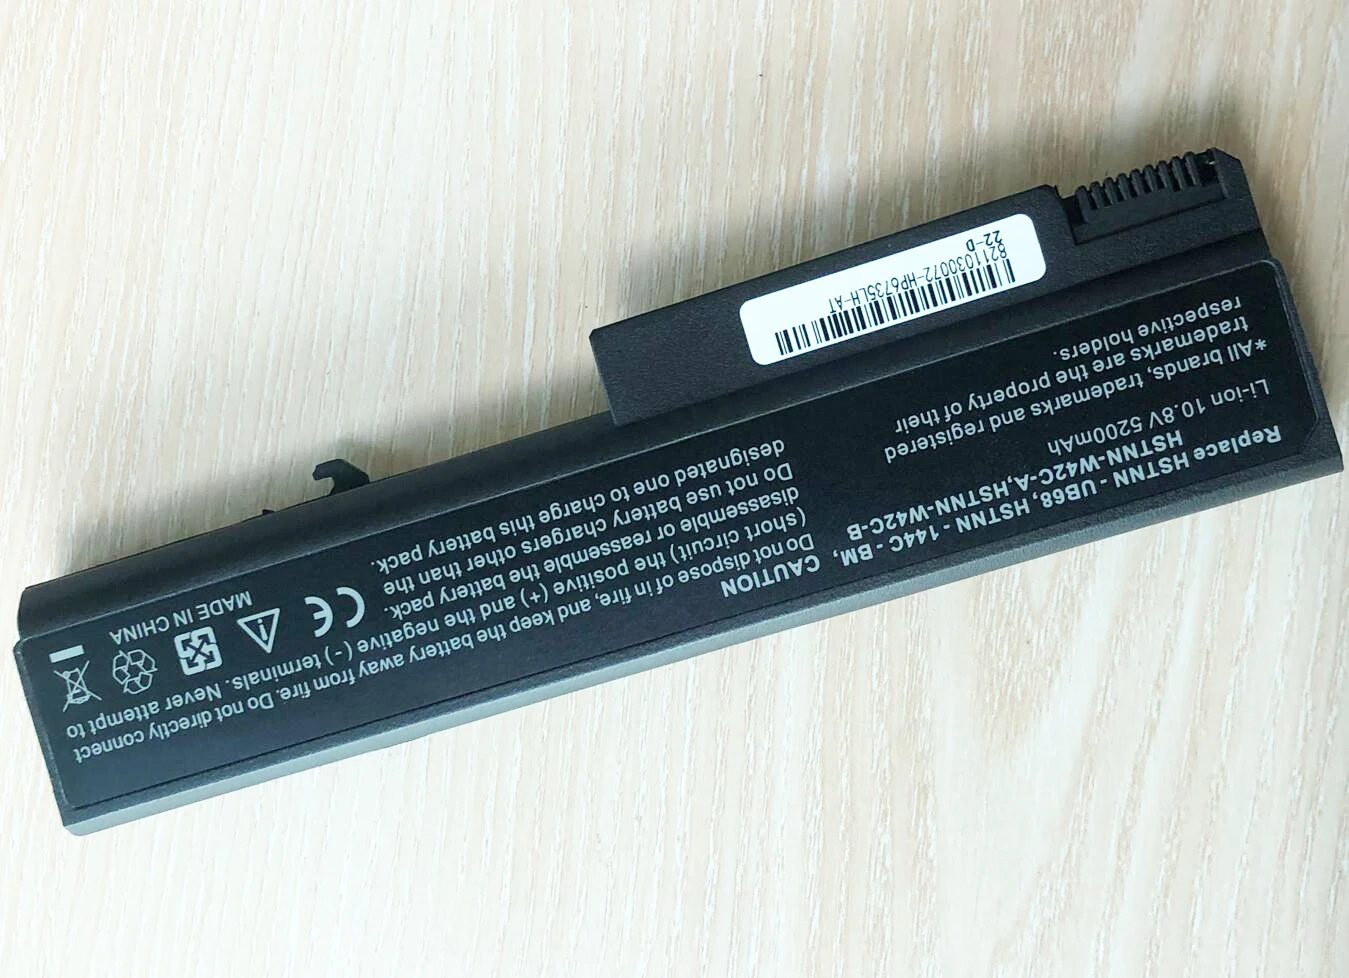 Replace HSTNN - UB68, HSTNN - 144C - BM,
HSTNN-W42C-A,HSTNN-W42C-B
Li-ion 10.8V 5200mAh
*All brands, trademarks and registered
trademarks are the property of their
respective holders.
CAUTION
Do not dispose of in fire, and keep the battery away from fire. Do not directly connect
(short circuit) the positive (+) and the negative (-) terminals. Never attempt to
disassemble or reassemble the battery pack.
Do not use battery chargers other than the
designated one to charge this battery pack.
CE
MADE IN CHINA
B211030072-HP6735LH-AT
22-D